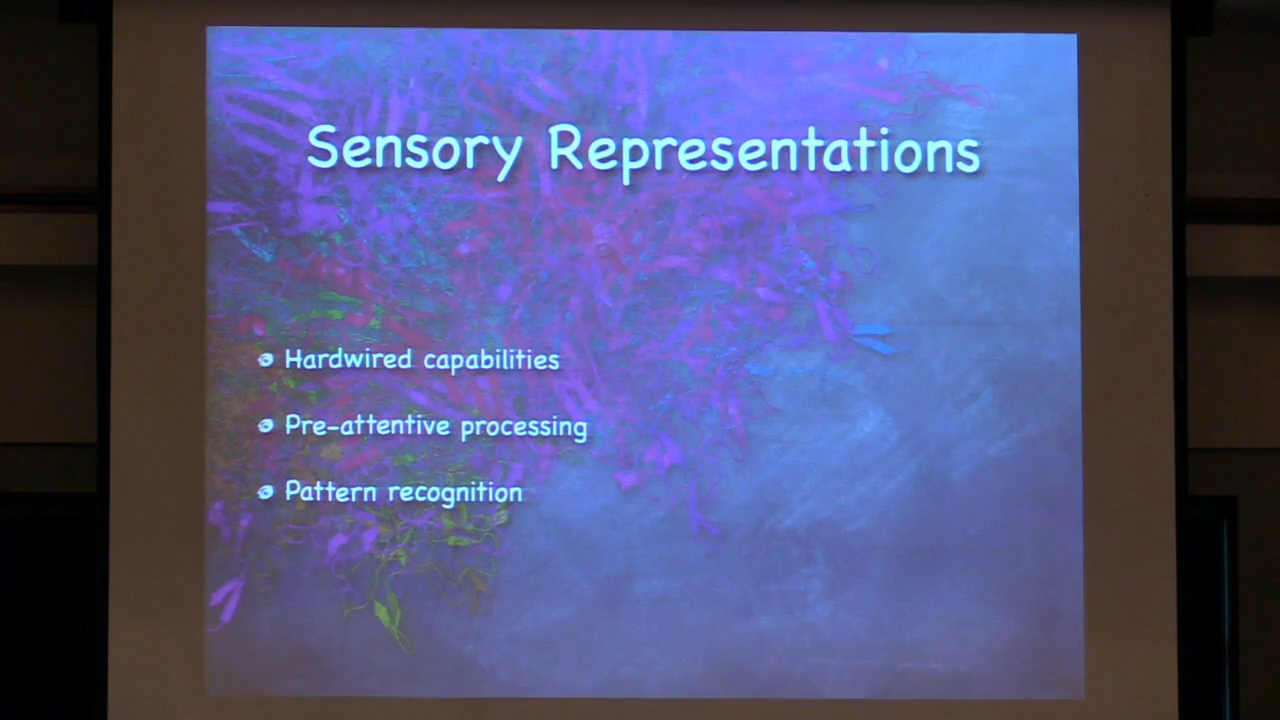 Sensory Representations
Hardwired capabilities
Pre-attentive processing
Pattern recognition